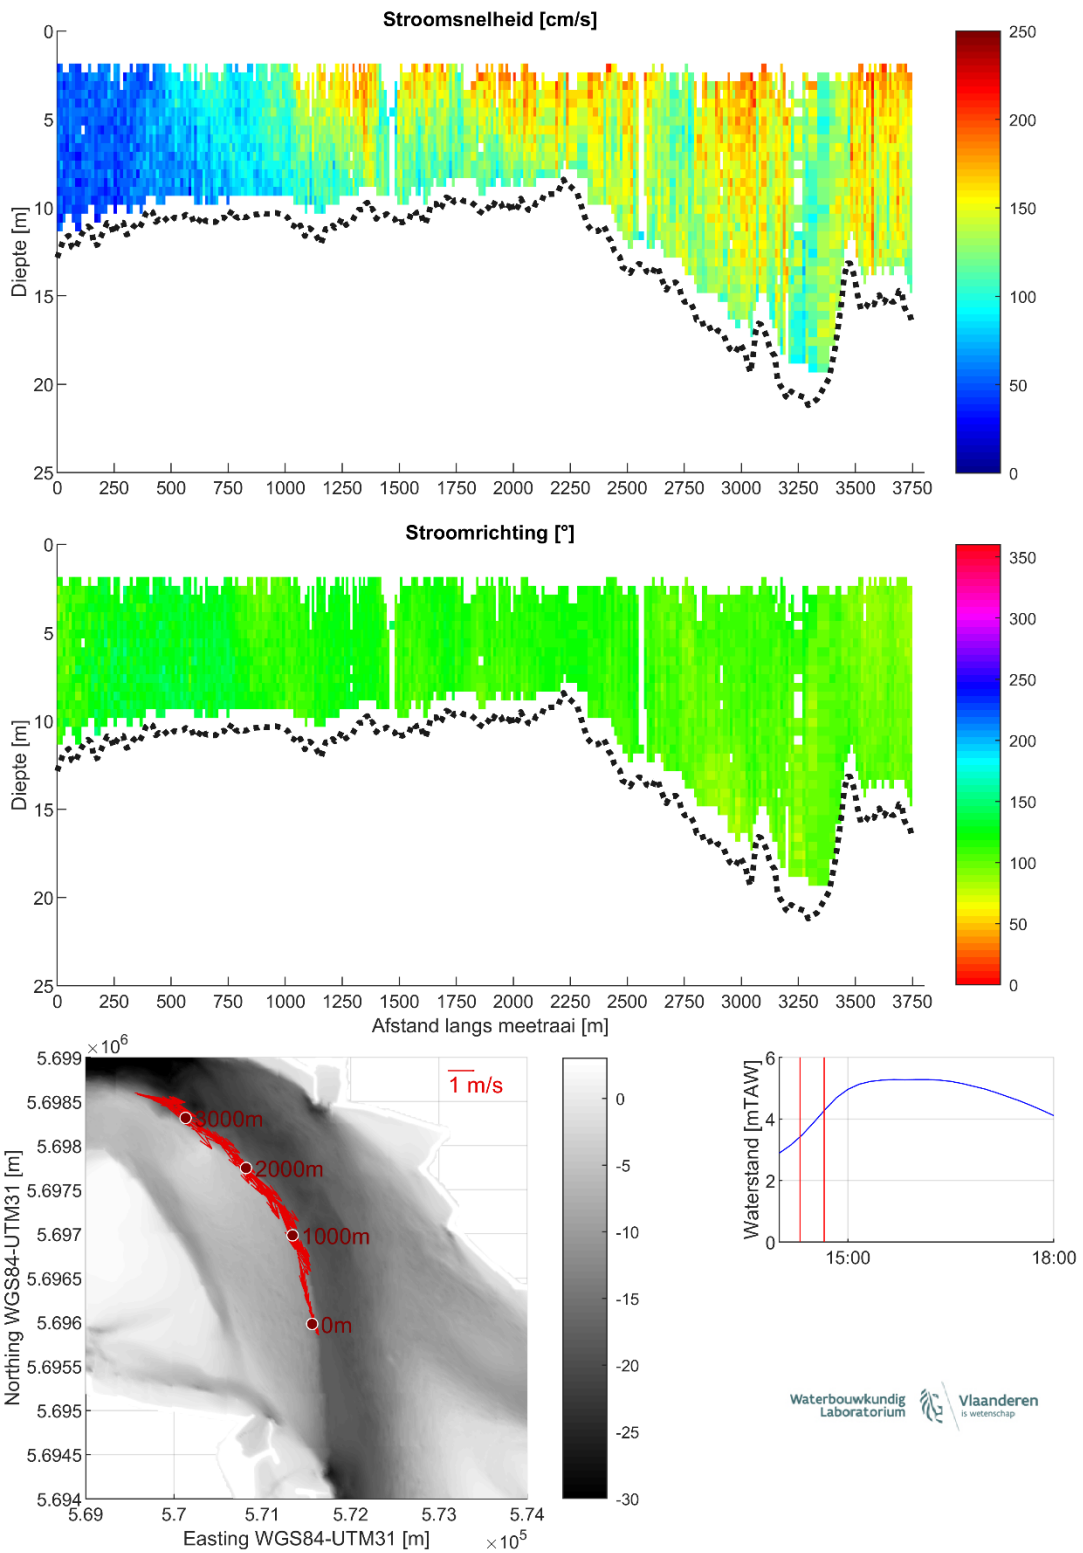 Stroomsnelheid [cm/s]
0
5
10
15
20
25
Diepte [m]
0 250 500 750 1000 1250 1500 1750 2000 2250 2500 2750 3000 3250 3500 3750
250
200
150
100
50
0
Stroomrichting [°]
0
5
10
15
20
25
Diepte [m]
0 250 500 750 1000 1250 1500 1750 2000 2250 2500 2750 3000 3250 3500 3750
Afstand langs meetraai [m]
350
300
250
200
150
100
50
0
×10⁶
5.699
5.6985
5.698
5.6975
5.697
5.6965
5.696
5.6955
5.695
5.6945
5.694
Northing WGS84-UTM31 [m]
1 m/s
3000m
2000m
1000m
0m
5.69 5.7 5.71 5.72 5.73 5.74
Easting WGS84-UTM31 [m]
×10⁵
0
-5
-10
-15
-20
-25
-30
Waterstand [mTAW]
6
4
2
0
15:00 18:00
Waterbouwkundig
Laboratorium
Vlaanderen
is wetenschap